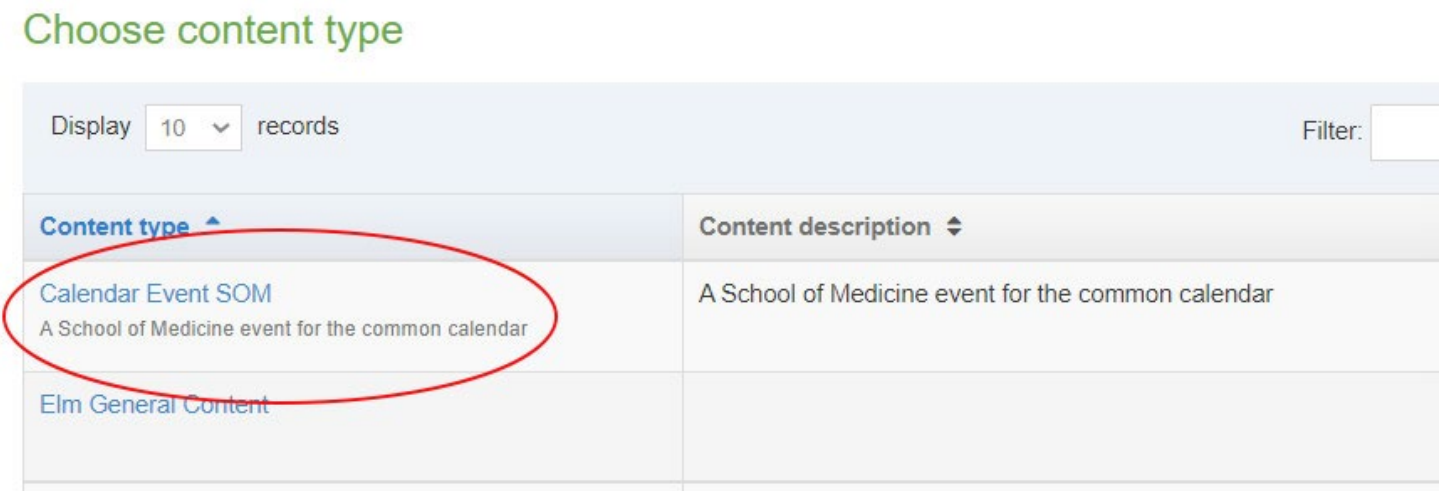 Choose content type
Display 10 records
Filter:
Content type Content description
Calendar Event SOM A School of Medicine event for the common calendar
A School of Medicine event for the common calendar
Elm General Content